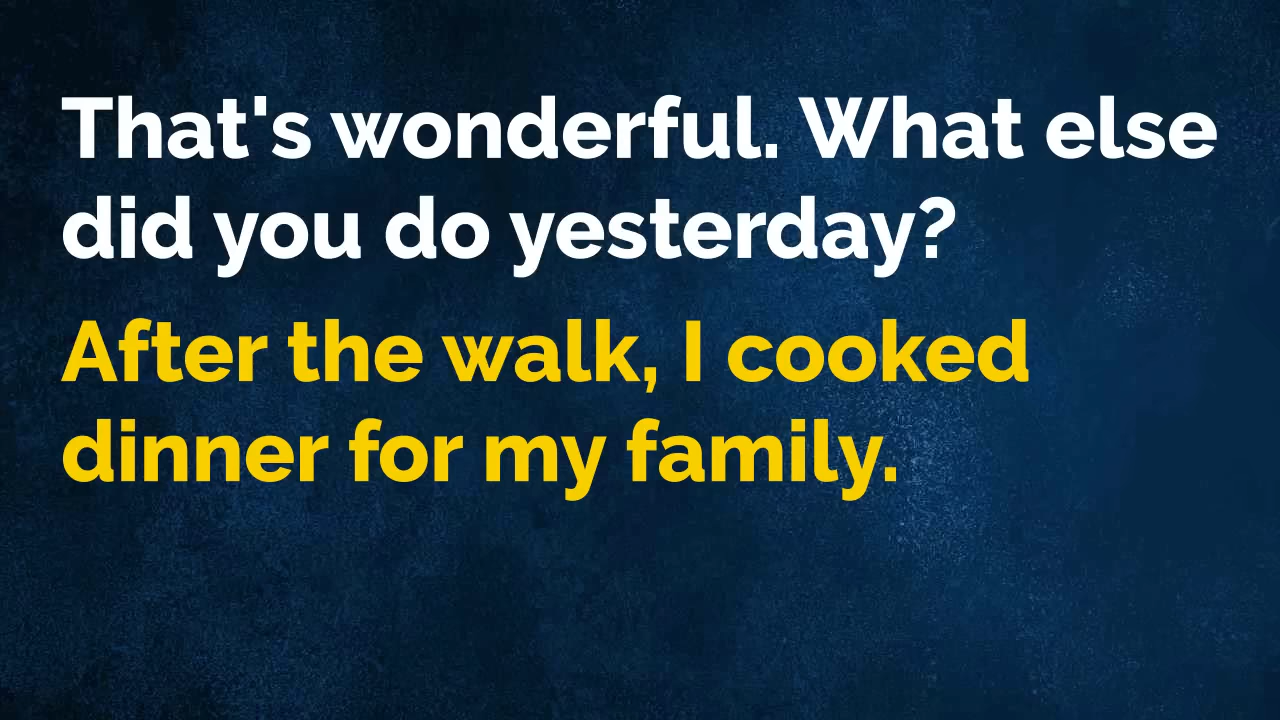 That's wonderful. What else
did you do yesterday?
After the walk, I cooked
dinner for my family.